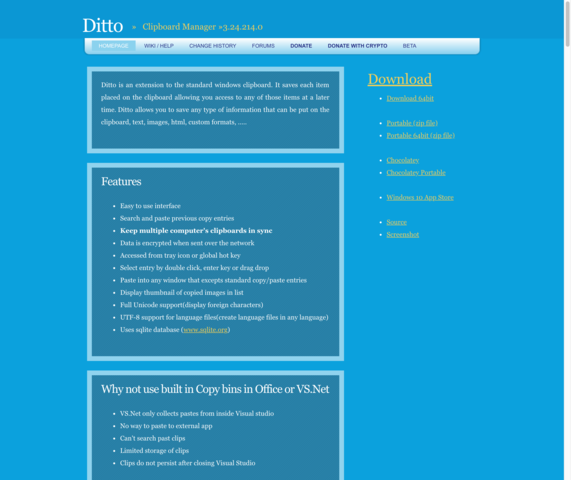 Ditto » Clipboard Manager »3.24.214.0
HOMEPAGE WIKI / HELP CHANGE HISTORY FORUMS DONATE DONATE WITH CRYPTO BETA
Ditto is an extension to the standard windows clipboard. It saves each item
placed on the clipboard allowing you access to any of those items at a later
time. Ditto allows you to save any type of information that can be put on the
clipboard, text, images, html, custom formats, .....
Features
Easy to use interface
Search and paste previous copy entries
Keep multiple computer's clipboards in sync
Data is encrypted when sent over the network
Accessed from tray icon or global hot key
Select entry by double click, enter key or drag drop
Paste into any window that excepts standard copy/paste entries
Display thumbnail of copied images in list
Full Unicode support(display foreign characters)
UTF-8 support for language files(create language files in any language)
Uses sqlite database (www.sqlite.org)
Why not use built in Copy bins in Office or VS.Net
VS.Net only collects pastes from inside Visual studio
No way to paste to external app
Can't search past clips
Limited storage of clips
Clips do not persist after closing Visual Studio
Download
Download 64bit
Portable (zip file)
Portable 64bit (zip file)
Chocolatey
Chocolatey Portable
Windows 10 App Store
Source
Screenshot